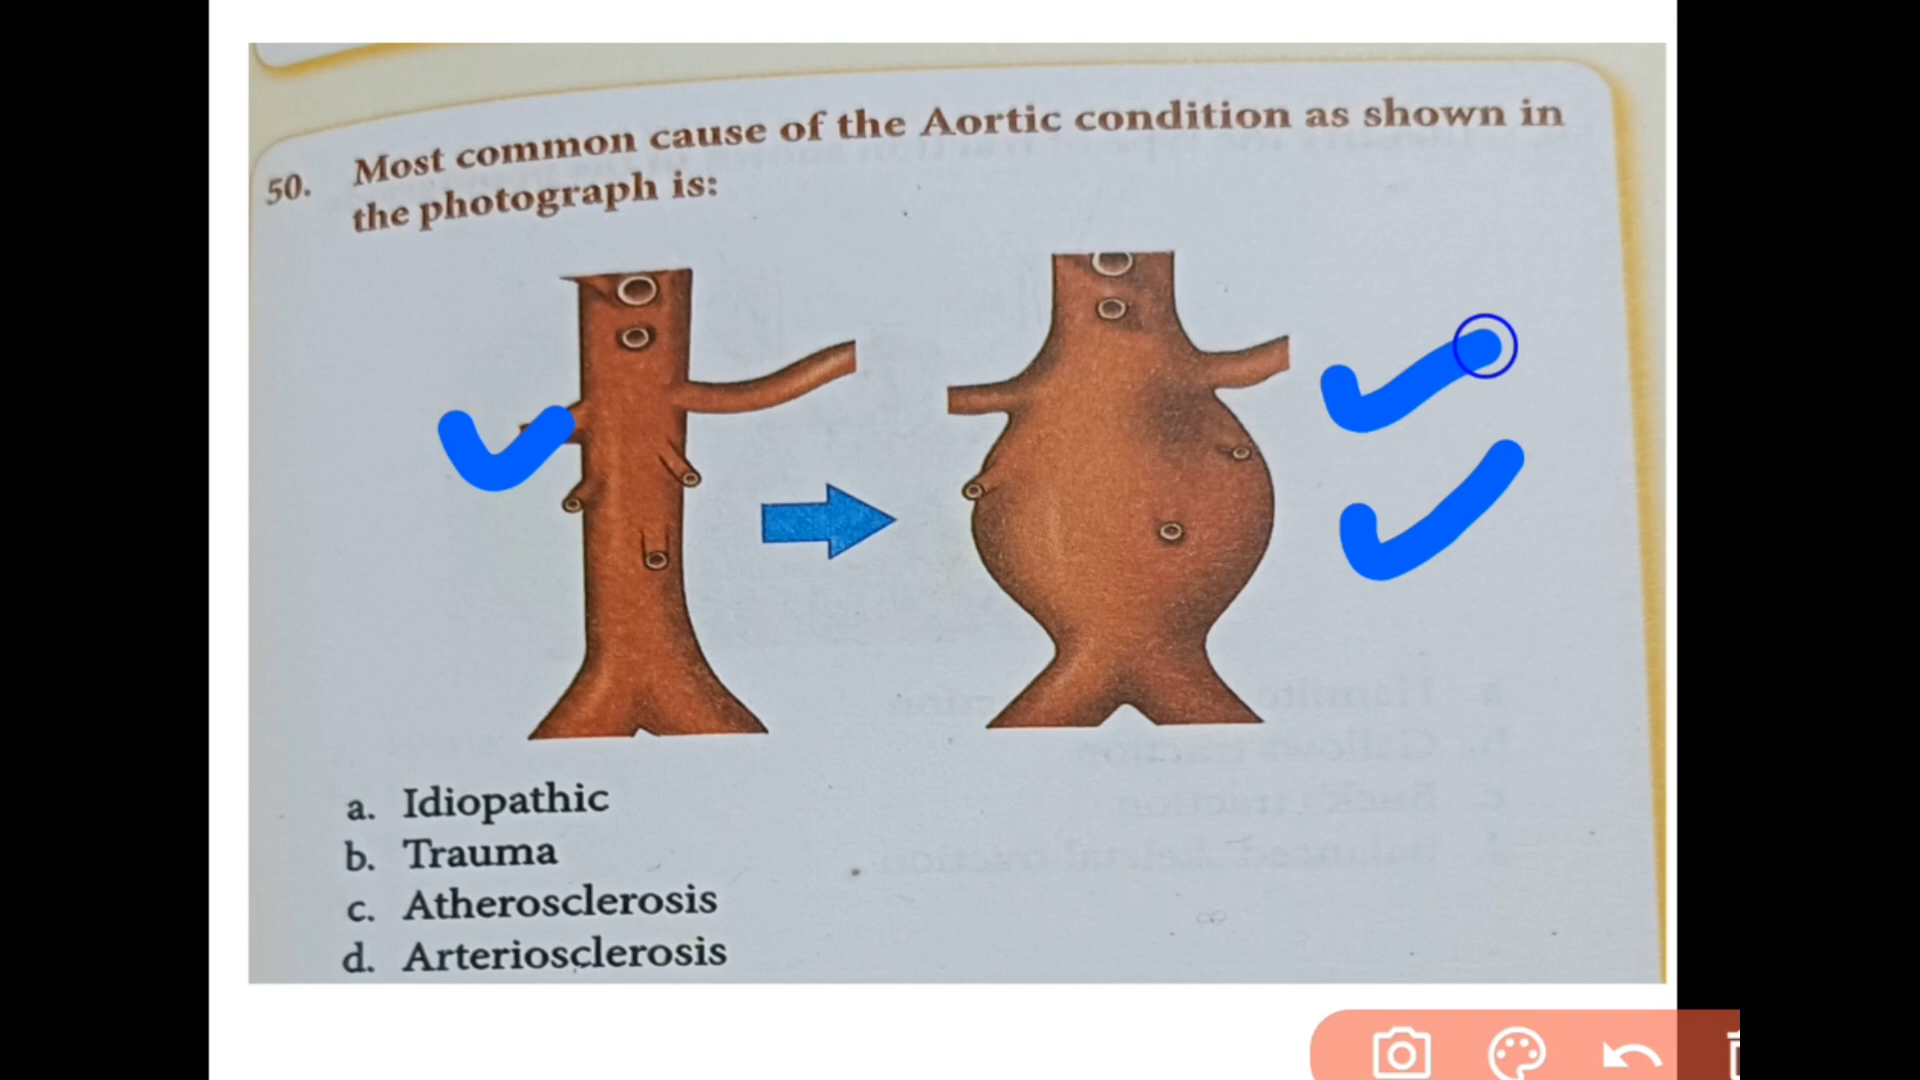 50. Most common cause of the Aortic condition as shown in
the photograph is:
a. Idiopathic
b. Trauma
c. Atherosclerosis
d. Arteriosclerosis